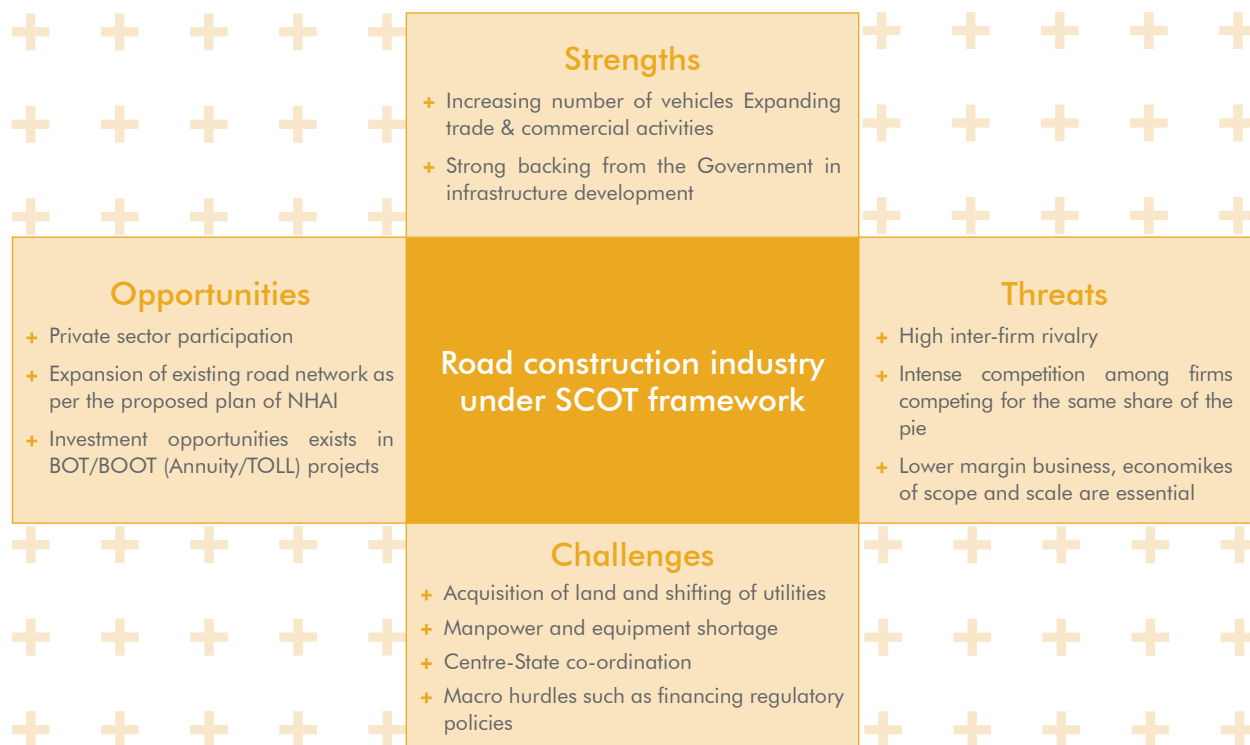 Strengths
+ Increasing number of vehicles Expanding
trade & commercial activities
+ Strong backing from the Government in
infrastructure development
Opportunities
+ Private sector participation
+ Expansion of existing road network as
per the proposed plan of NHAI
+ Investment opportunities exists in
BOT/BOOT (Annuity/TOLL) projects
Road construction industry
under SCOT framework
Threats
+ High inter-firm rivalry
+ Intense competition among firms
competing for the same share of the
pie
+ Lower margin business, economikes
of scope and scale are essential
Challenges
+ Acquisition of land and shifting of utilities
+ Manpower and equipment shortage
+ Centre-State co-ordination
+ Macro hurdles such as financing regulatory
policies